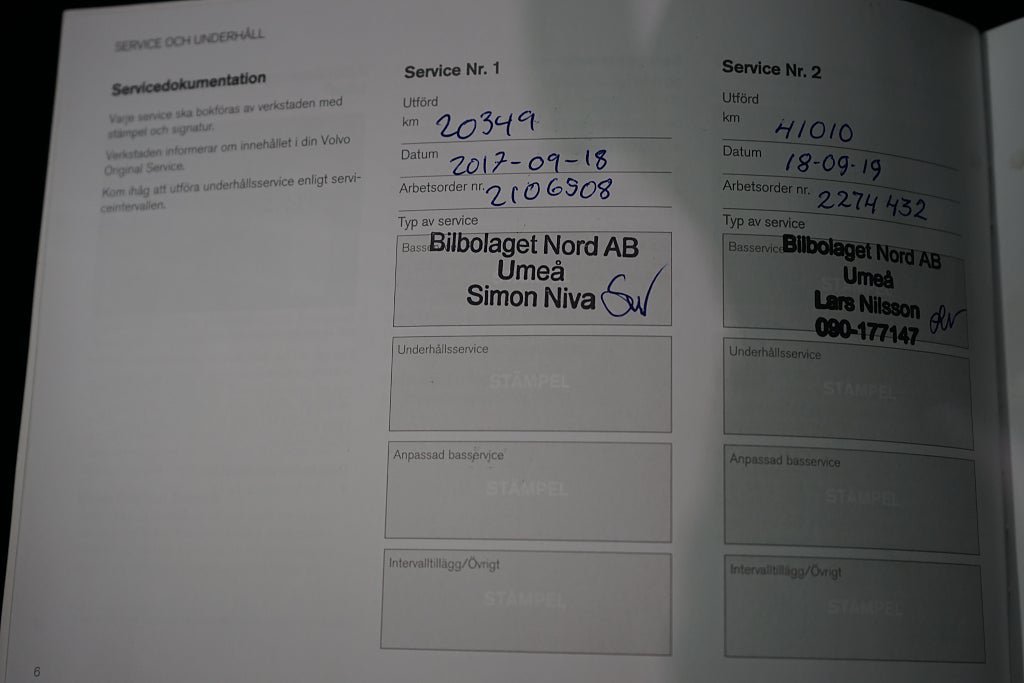 SERVICE OCH UNDERHÅLL
Servicedokumentation
Varje service ska bokföras av verkstaden med
stämpel och signatur.
Verkstaden informerar om innehållet i din Volvo
Original Service.
Kom ihåg att utföra underhållsservice enligt servi-
ceintervallen.
Service Nr. 1
Utförd
km 20349
Datum 2017-09-18
Arbetsorder nr. 2106508
Typ av service
Bilbolaget Nord AB
Umeå
Simon Niva
Underhållsservice
STÄMPEL
Anpassad basservice
STÄMPEL
Intervalltillägg/Övrigt
STÄMPEL
Service Nr. 2
Utförd
km 41010
Datum 18-09-19
Arbetsorder nr. 2274432
Typ av service
Basservice Bilbolaget Nord AB
Umeå
Lars Nilsson
090-177147
Underhållsservice
STÄMPEL
Anpassad basservice
STÄMPEL
Intervalltillägg/Övrigt
STÄMPEL
6